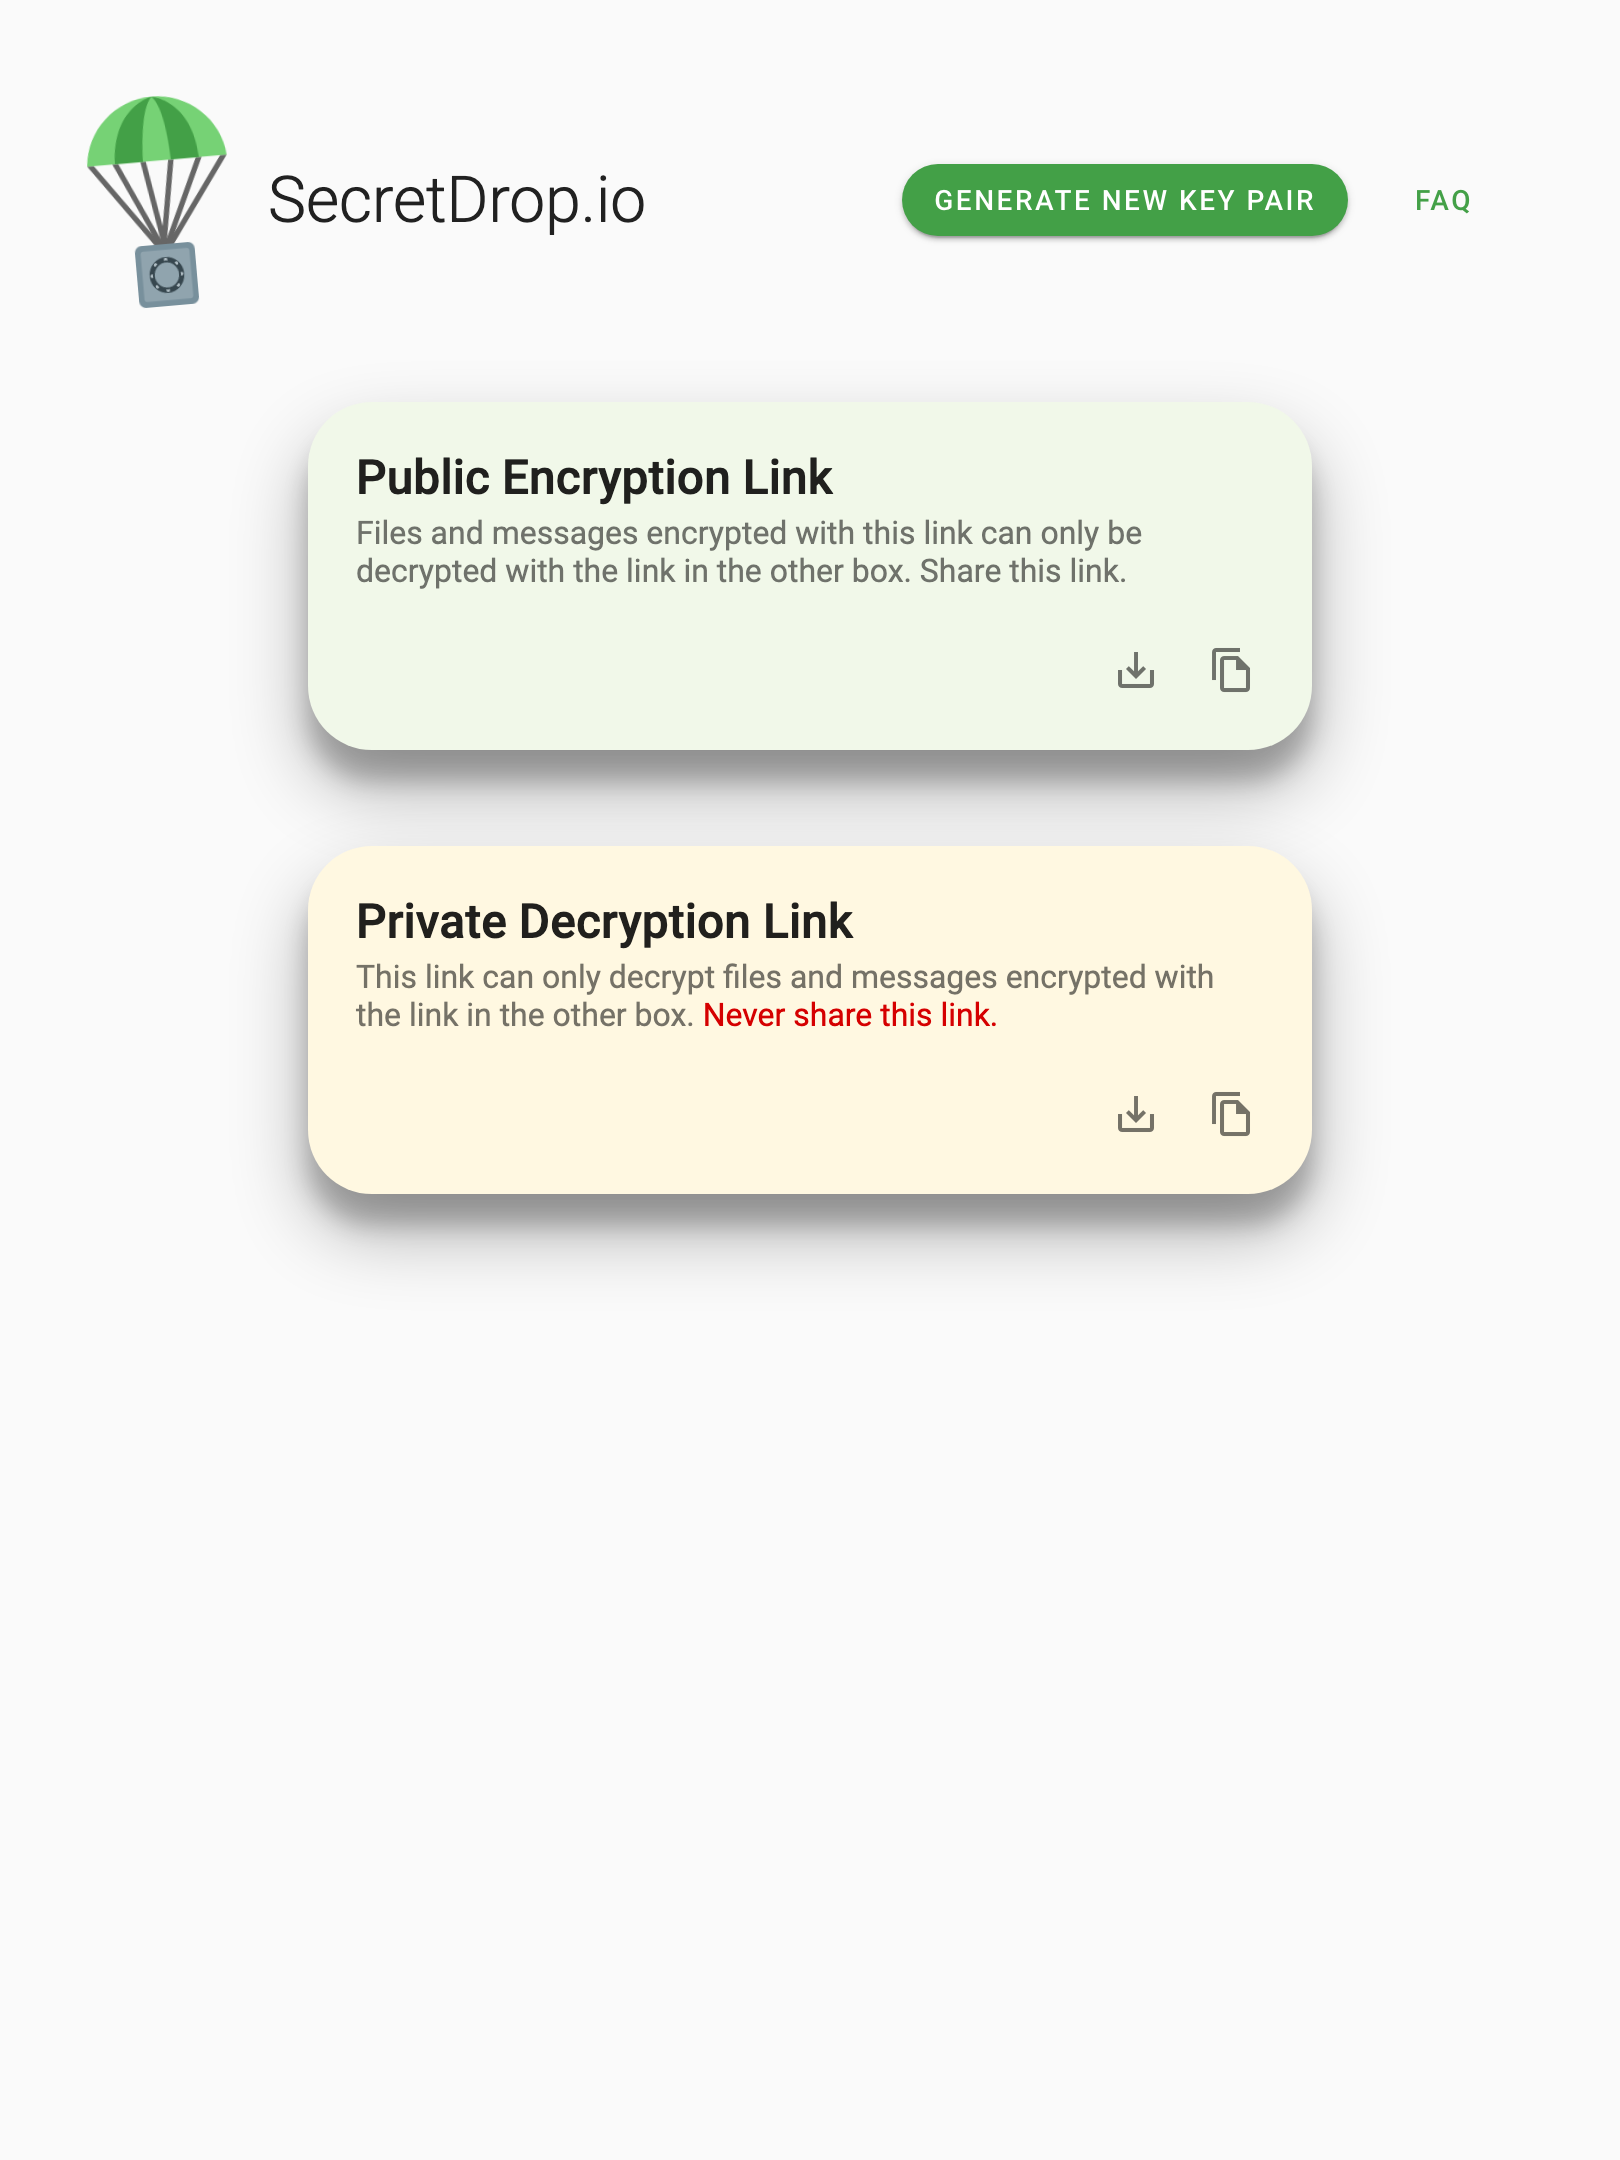 SecretDrop.io
GENERATE NEW KEY PAIR
FAQ
Public Encryption Link
Files and messages encrypted with this link can only be
decrypted with the link in the other box. Share this link.
Private Decryption Link
This link can only decrypt files and messages encrypted with
the link in the other box. Never share this link.